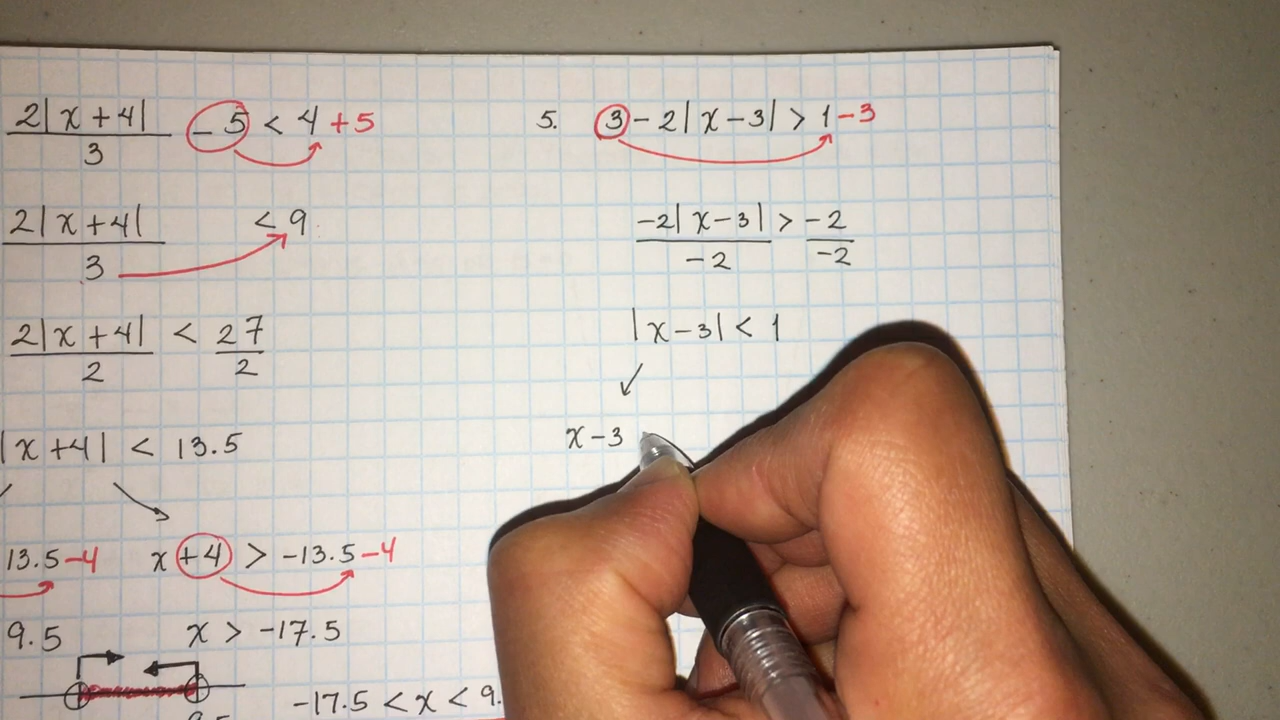 2|x+4|/3 -5 < 4 +5
2|x+4|/3 < 9
2|x+4|/2 < 27/2
|x+4| < 13.5
13.5 -4 x +4 > -13.5 -4
9.5 x > -17.5
-17.5 < x < 9.
5. 3 -2|x-3| > 1 -3
-2|x-3|/-2 > -2/-2
|x-3| < 1
x-3